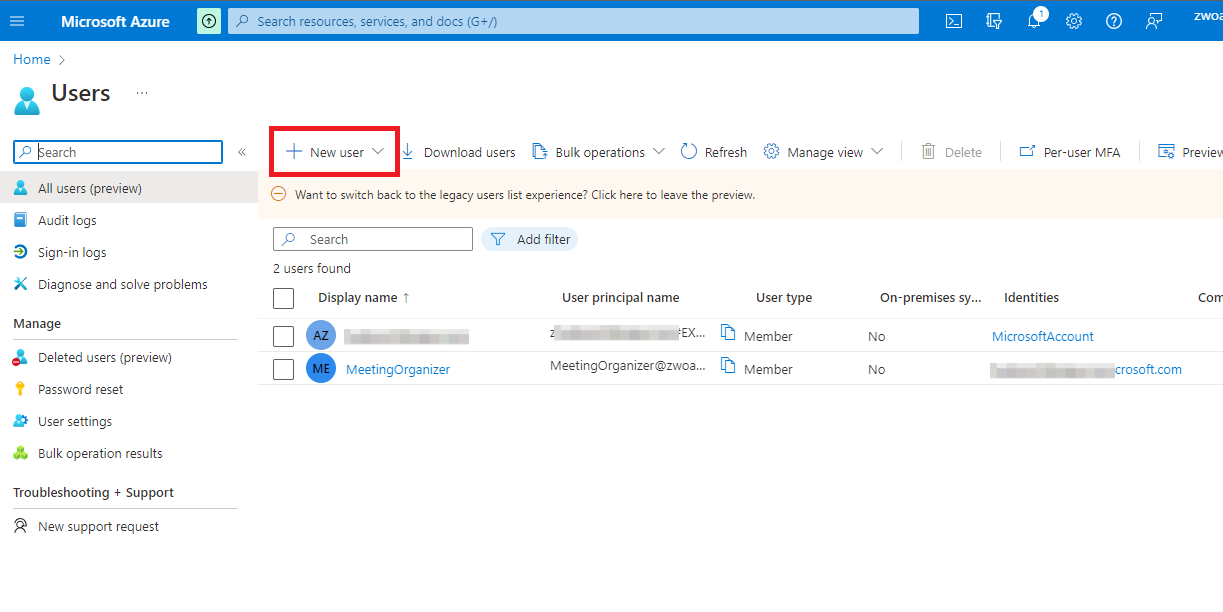 Microsoft Azure
Search resources, services, and docs (G+/)
1
zwoa
Home
Users
...
Search
«
New user
Download users
Bulk operations
Refresh
Manage view
Delete
Per-user MFA
Preview
All users (preview)
Audit logs
Sign-in logs
Diagnose and solve problems
Manage
Deleted users (preview)
Password reset
User settings
Bulk operation results
Troubleshooting + Support
New support request
Want to switch back to the legacy users list experience? Click here to leave the preview.
Search
Add filter
2 users found
Display name ↑ User principal name User type On-premises sy... Identities Com
AZ #EX... Member No MicrosoftAccount
ME MeetingOrganizer MeetingOrganizer@zwoa... Member No crosoft.com